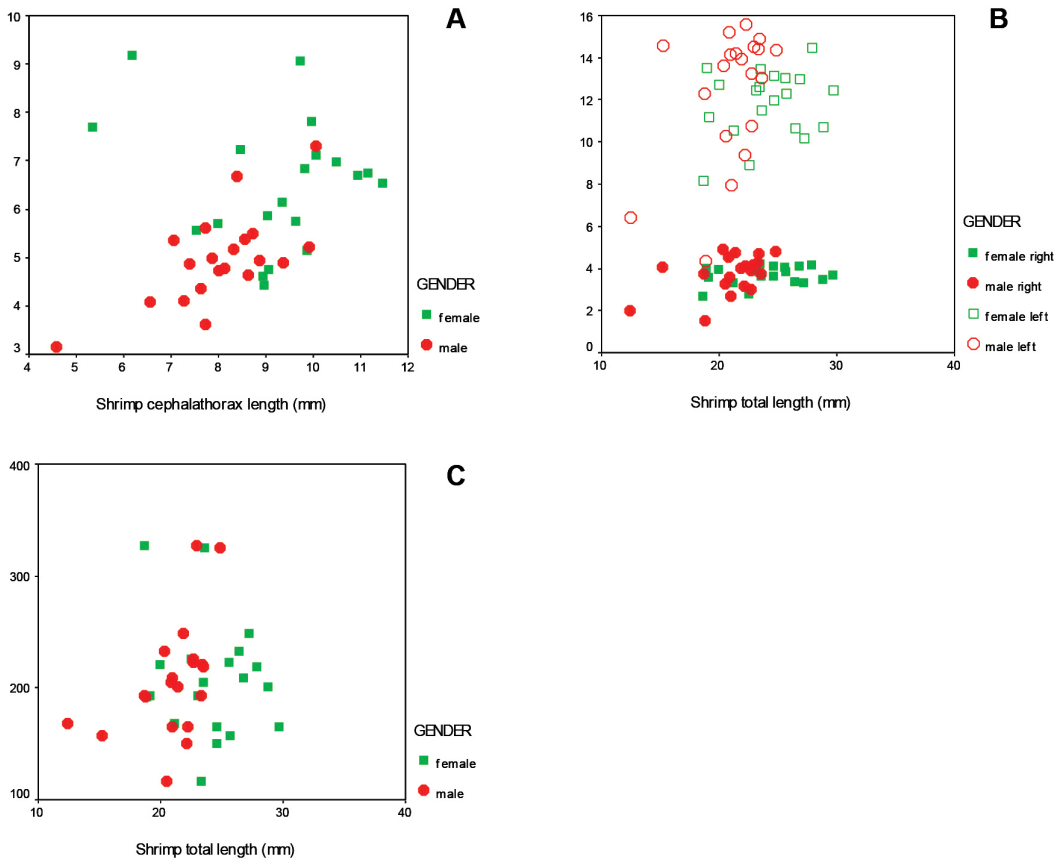 A
10
9
8
7
6
5
4
3
4 5 6 7 8 9 10 11 12
Shrimp cephalathorax length (mm)
GENDER
female
male
B
16
14
12
10
8
6
4
2
0
10 20 30 40
Shrimp total length (mm)
GENDER
female right
male right
female left
male left
C
400
300
200
100
10 20 30 40
Shrimp total length (mm)
GENDER
female
male